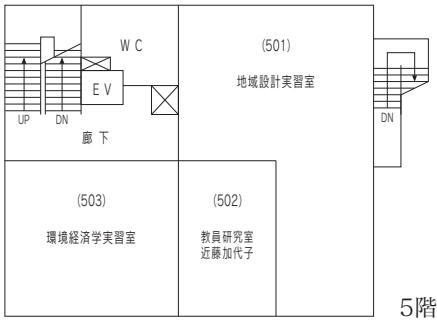 WC
(501)
地域設計実習室
EV
UP
DN
DN
廊下
(503)
環境経済学実習室
(502)
教員研究室
近藤加代子
5階